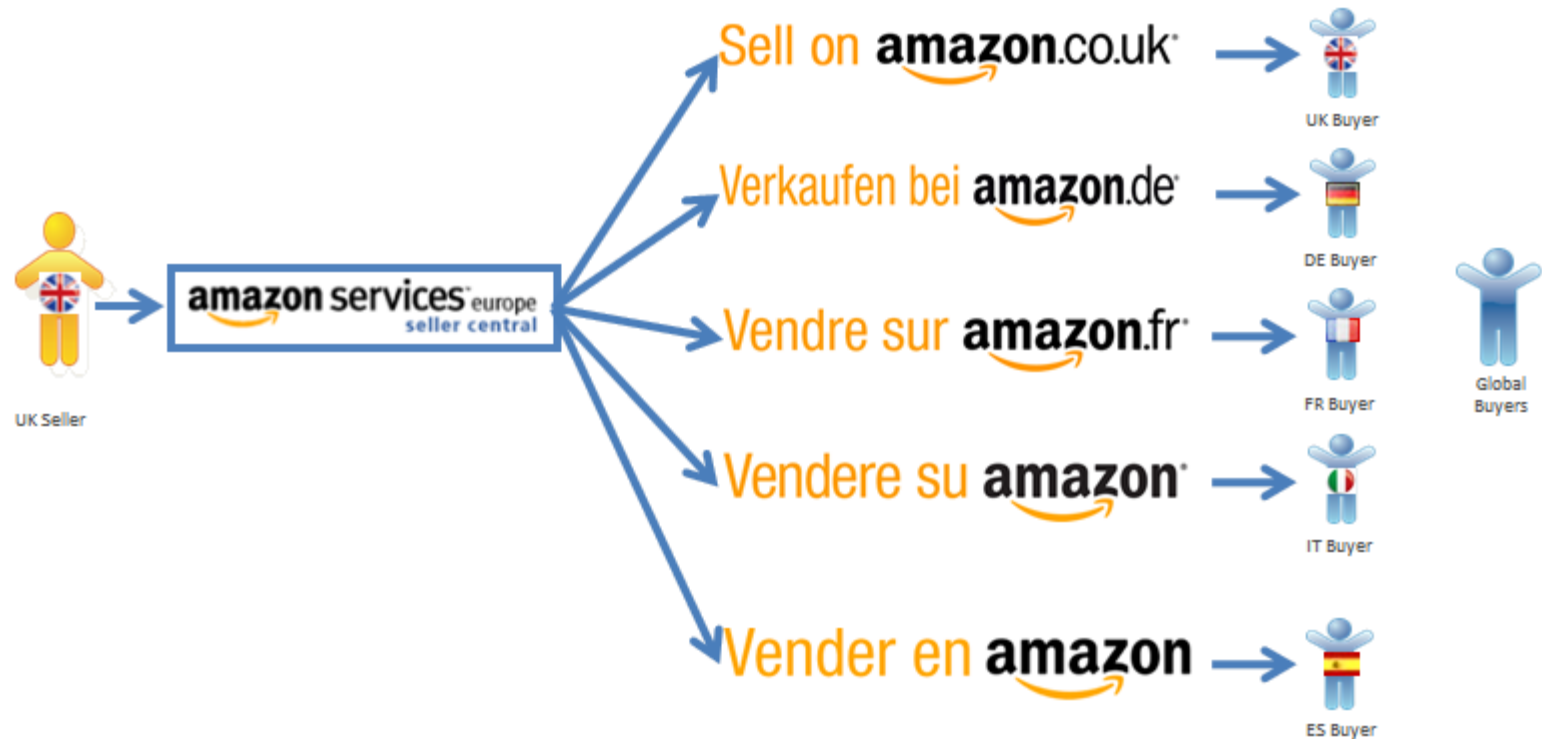 Sell on amazon.co.uk
UK Buyer
Verkaufen bei amazon.de
DE Buyer
amazon services europe
seller central
UK Seller
Vendre sur amazon.fr
FR Buyer
Global
Buyers
Vendere su amazon
IT Buyer
Vender en amazon
ES Buyer